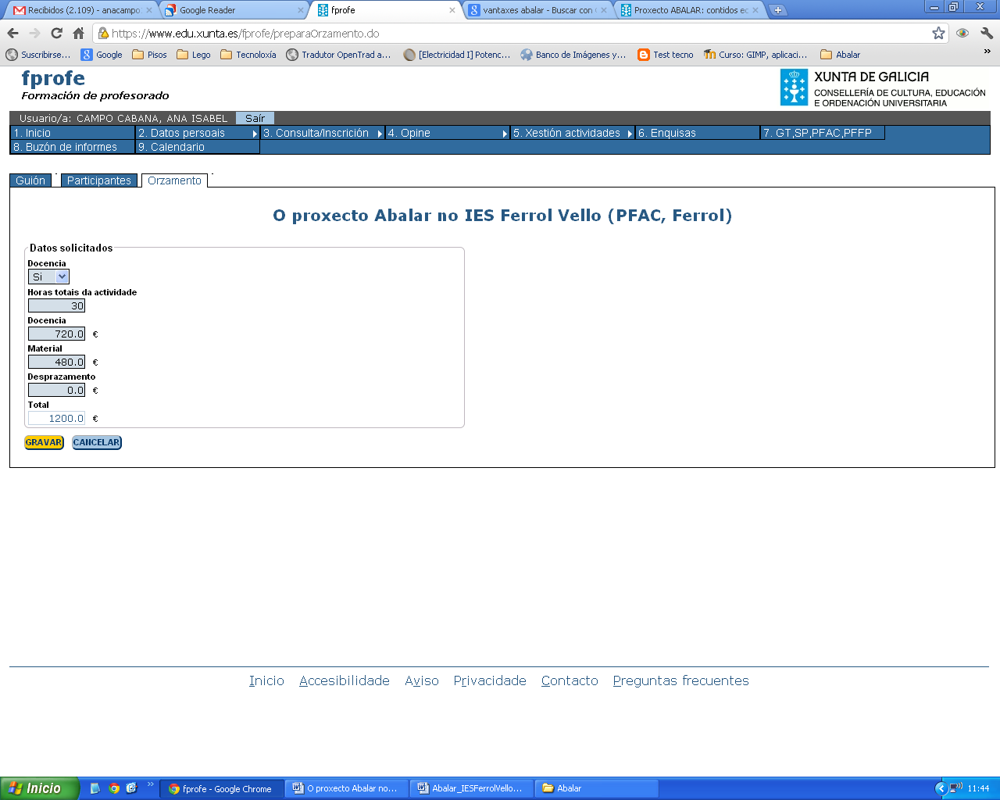 Recibidos (2.109) - anacampo
Google Reader
fprofe
vantaxes abalar - Buscar con
Proxecto ABALAR: contidos e
https://www.edu.xunta.es/fprofe/preparaOrzamento.do
Suscribirse...
Google
Pisos
Lego
Tecnoloxía
Tradutor OpenTrad a...
[Electricidad I] Potenc...
Banco de Imágenes y...
Test tecno
Curso: GIMP, aplicaci...
Abalar
»
fprofe
Formación de profesorado
XUNTA DE GALICIA
CONSELLERÍA DE CULTURA, EDUCACIÓN
E ORDENACIÓN UNIVERSITARIA
Usuario/a: CAMPO CABANA, ANA ISABEL Saír
1. Inicio
2. Datos persoais
3. Consulta/Inscrición
4. Opine
5. Xestión actividades
6. Enquisas
7. GT,SP,PFAC,PFFP
8. Buzón de informes
9. Calendario
Guión
Participantes
Orzamento
O proxecto Abalar no IES Ferrol Vello (PFAC, Ferrol)
Datos solicitados
Docencia
Si
Horas totais da actividade
30
Docencia
720.0 €
Material
480.0 €
Desprazamento
0.0 €
Total
1200.0 €
GRAVAR
CANCELAR
Inicio
Accesibilidade
Aviso
Privacidade
Contacto
Preguntas frecuentes
Inicio
»
fprofe - Google Chrome
O proxecto Abalar no...
Abalar_IESFerrolVello...
Abalar
11:44